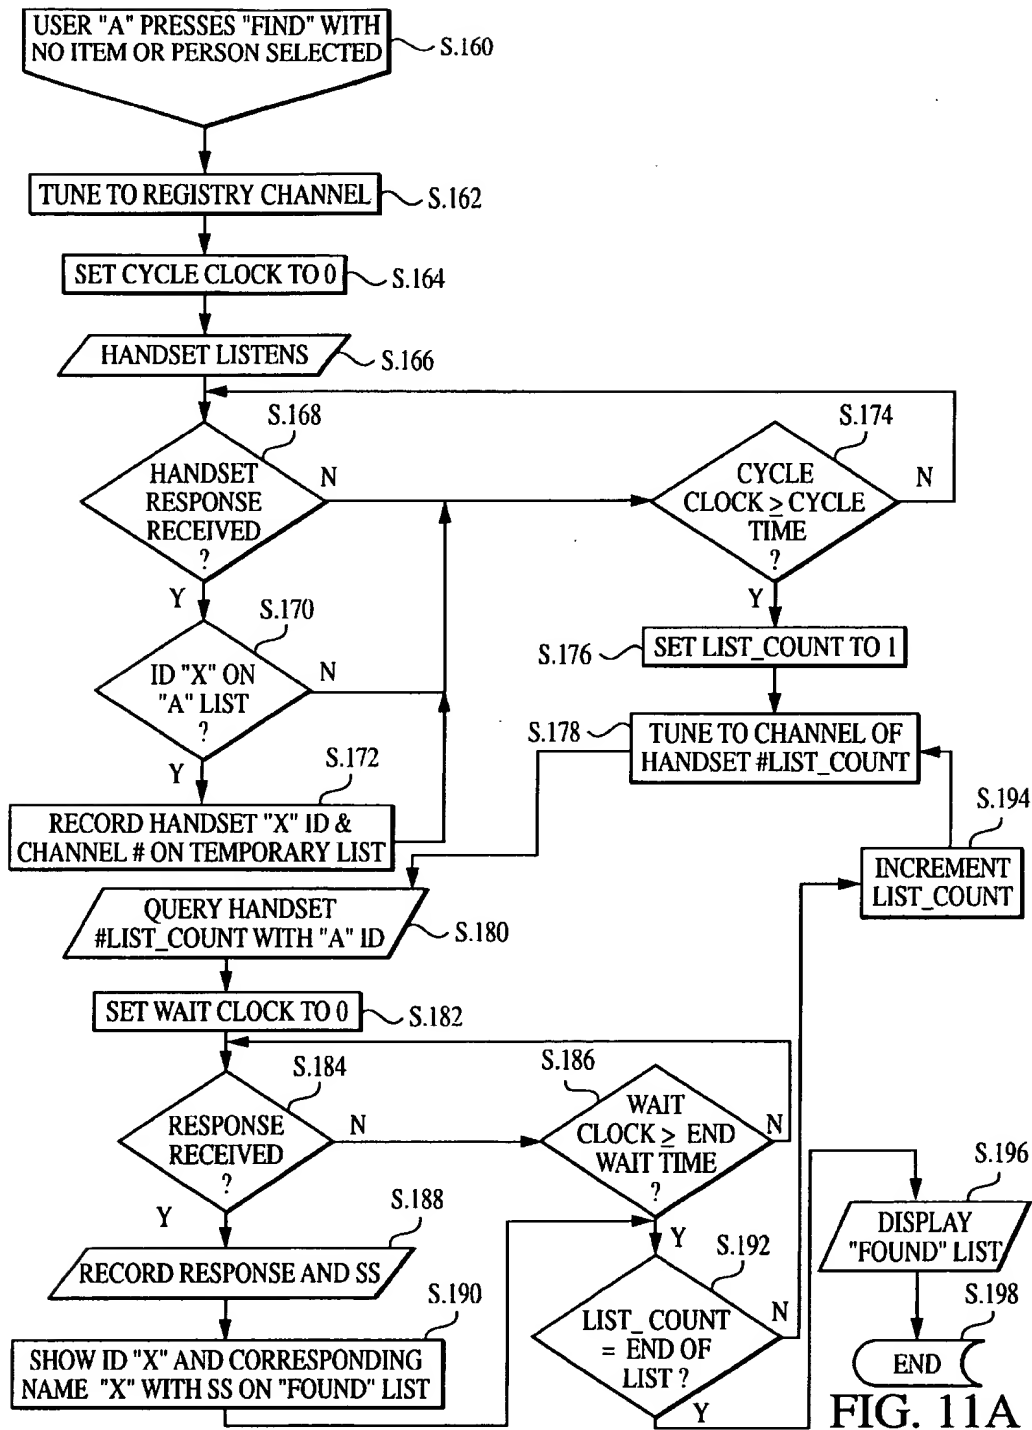 USER "A" PRESSES "FIND" WITH
NO ITEM OR PERSON SELECTED
S.160
TUNE TO REGISTRY CHANNEL
S.162
SET CYCLE CLOCK TO 0
S.164
HANDSET LISTENS
S.166
S.168
HANDSET
RESPONSE
RECEIVED
?
N
Y
S.174
CYCLE
CLOCK ≥ CYCLE
TIME
?
N
Y
S.170
ID "X" ON
"A" LIST
?
N
Y
S.176
SET LIST_COUNT TO 1
S.178
TUNE TO CHANNEL OF
HANDSET #LIST_COUNT
S.172
RECORD HANDSET "X" ID &
CHANNEL # ON TEMPORARY LIST
S.194
INCREMENT
LIST_COUNT
QUERY HANDSET
#LIST_COUNT WITH "A" ID
S.180
SET WAIT CLOCK TO 0
S.182
S.184
RESPONSE
RECEIVED
?
N
Y
S.186
WAIT
CLOCK ≥ END
WAIT TIME
?
N
Y
S.188
RECORD RESPONSE AND SS
S.190
SHOW ID "X" AND CORRESPONDING
NAME "X" WITH SS ON "FOUND" LIST
S.192
LIST_COUNT
= END OF
LIST ?
N
Y
S.196
DISPLAY
"FOUND" LIST
S.198
END
FIG. 11A